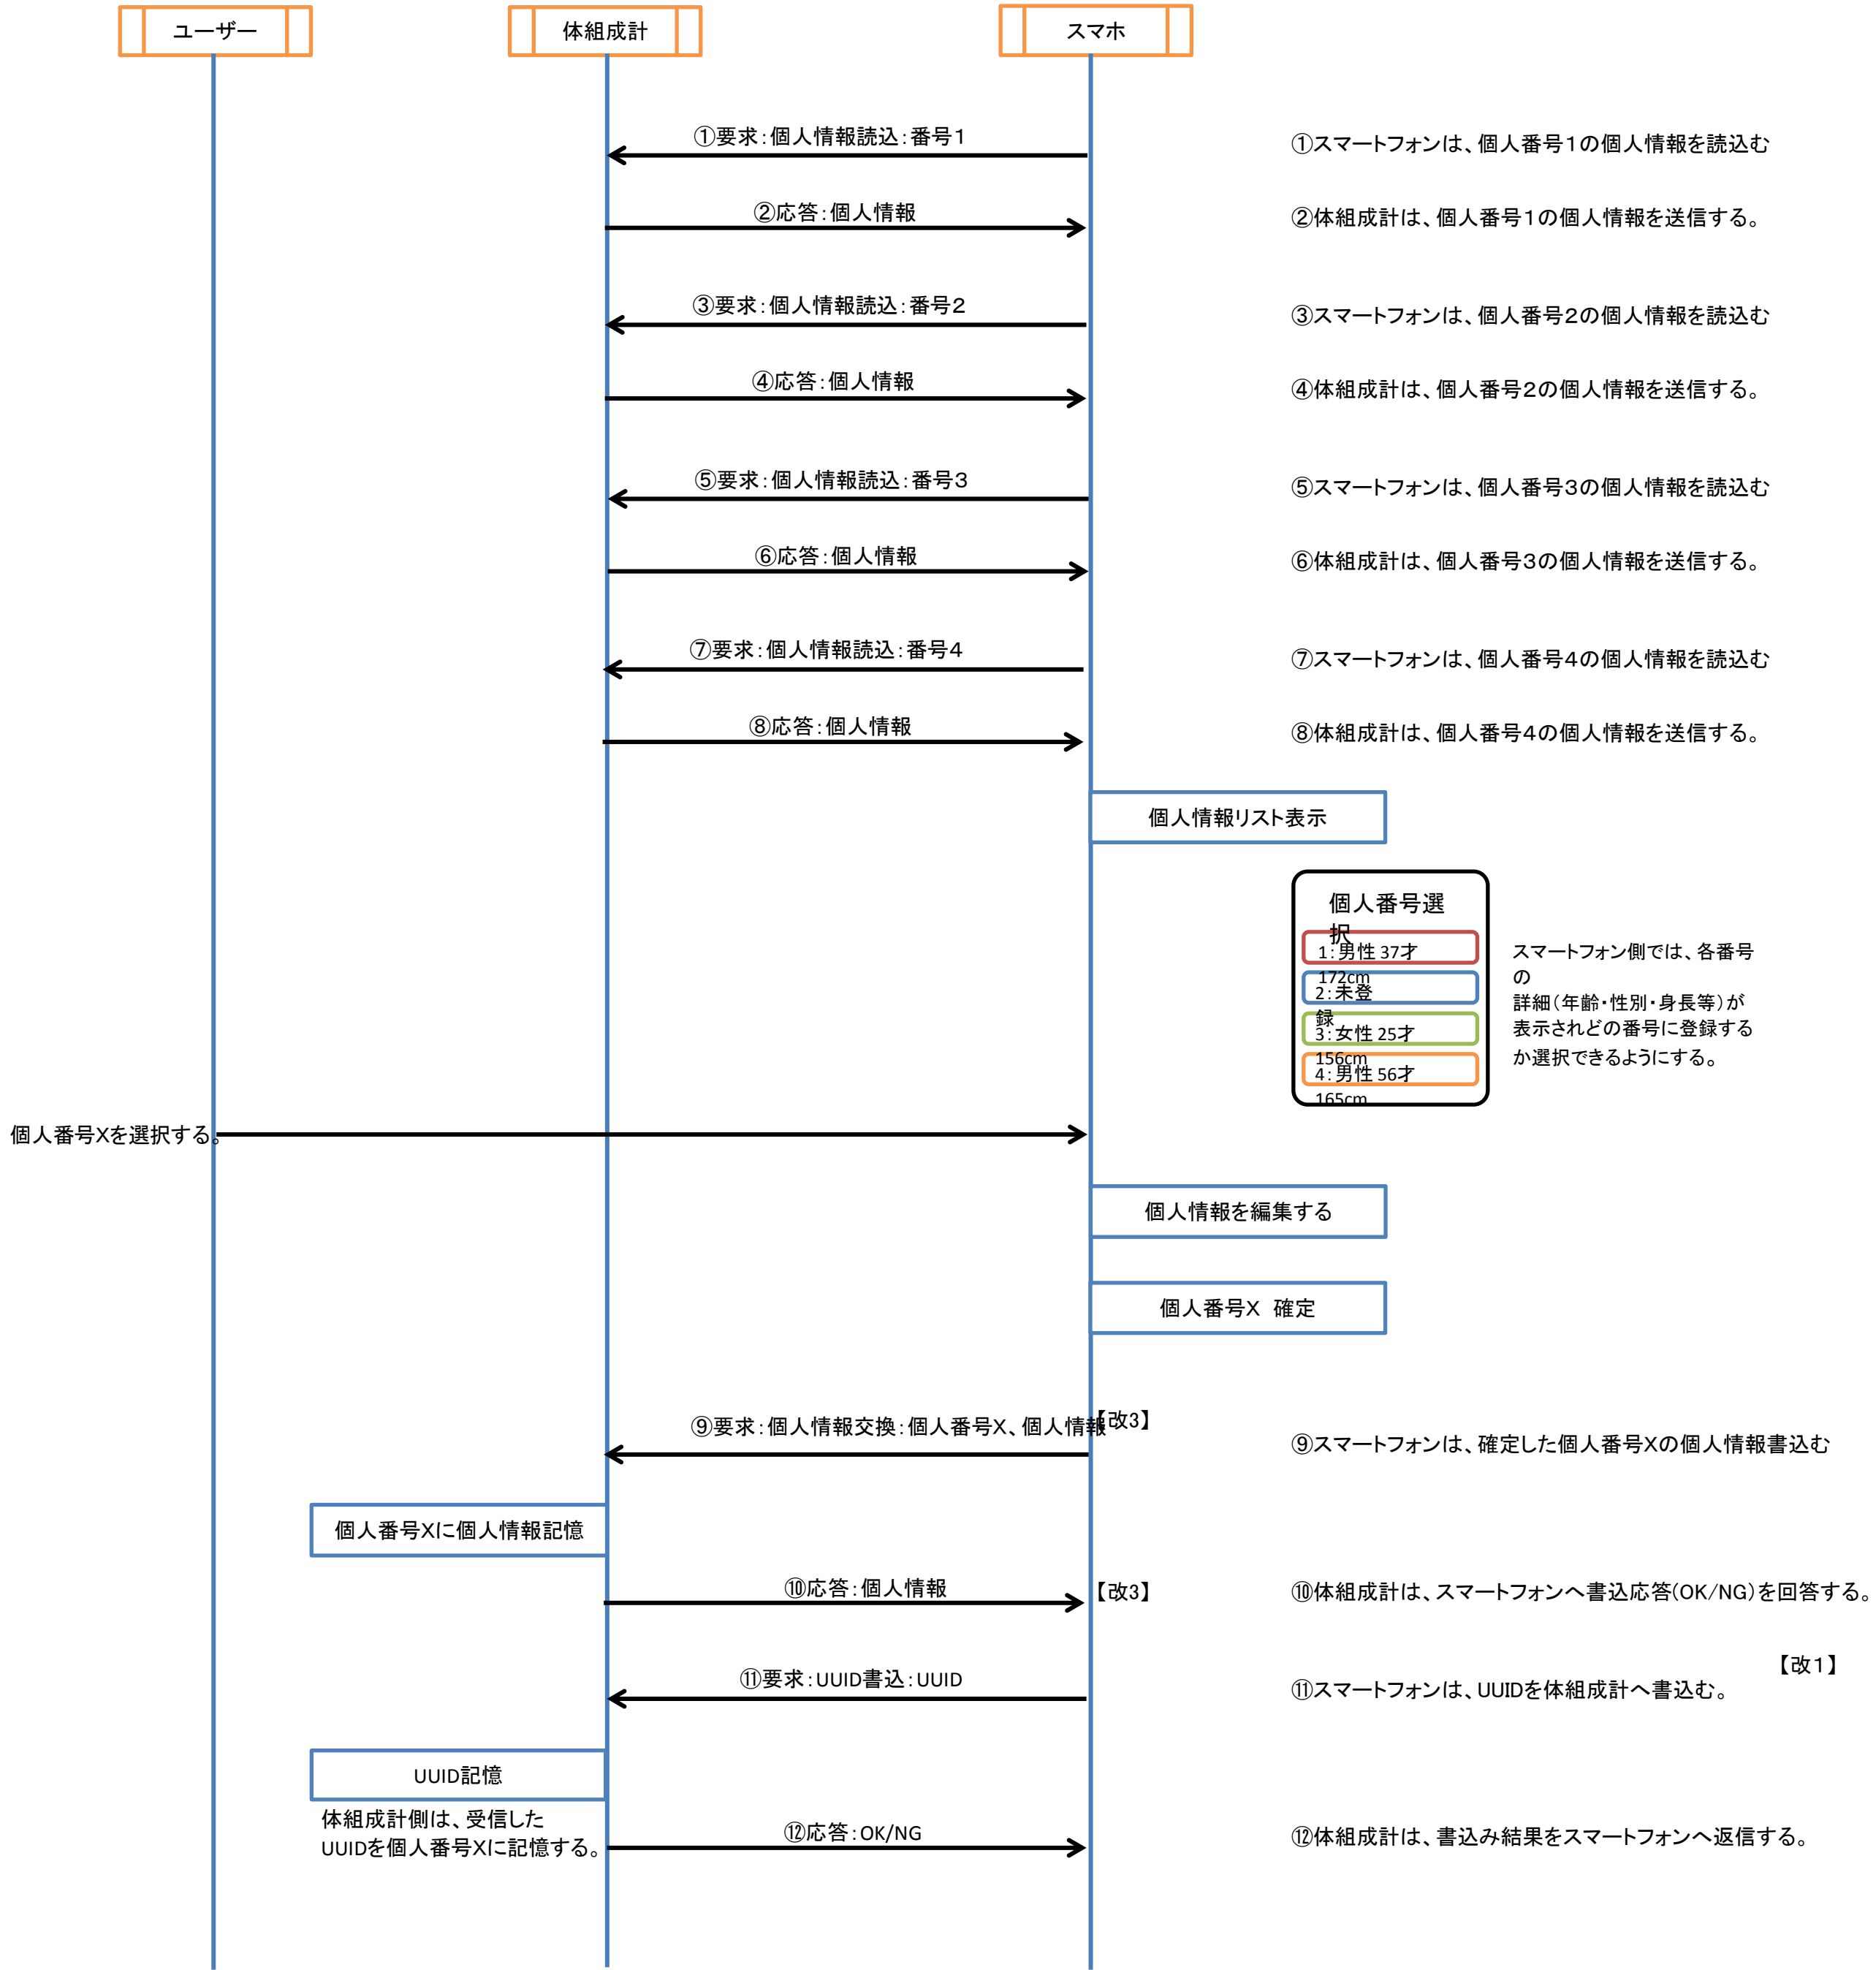 ユーザー
体組成計
スマホ
①要求：個人情報読込：番号１
①スマートフォンは、個人番号１の個人情報を読込む
②応答：個人情報
②体組成計は、個人番号１の個人情報を送信する。
③要求：個人情報読込：番号２
③スマートフォンは、個人番号２の個人情報を読込む
④応答：個人情報
④体組成計は、個人番号２の個人情報を送信する。
⑤要求：個人情報読込：番号３
⑤スマートフォンは、個人番号３の個人情報を読込む
⑥応答：個人情報
⑥体組成計は、個人番号３の個人情報を送信する。
⑦要求：個人情報読込：番号４
⑦スマートフォンは、個人番号４の個人情報を読込む
⑧応答：個人情報
⑧体組成計は、個人番号４の個人情報を送信する。
個人情報リスト表示
個人番号選
択
1：男性 37才
172cm
2：未登
録
3：女性 25才
156cm
4：男性 56才
165cm
スマートフォン側では、各番号
の
詳細（年齢・性別・身長等）が
表示されどの番号に登録する
か選択できるようにする。
個人番号Xを選択する。
個人情報を編集する
個人番号X　確定
⑨要求：個人情報交換：個人番号X、個人情報
【改3】
⑨スマートフォンは、確定した個人番号Xの個人情報書込む
個人番号Xに個人情報記憶
⑩応答：個人情報
【改3】
⑩体組成計は、スマートフォンへ書込応答(OK/NG)を回答する。
【改１】
⑪要求：UUID書込：UUID
⑪スマートフォンは、UUIDを体組成計へ書込む。
UUID記憶
体組成計側は、受信した
UUIDを個人番号Xに記憶する。
⑫応答：OK/NG
⑫体組成計は、書込み結果をスマートフォンへ返信する。